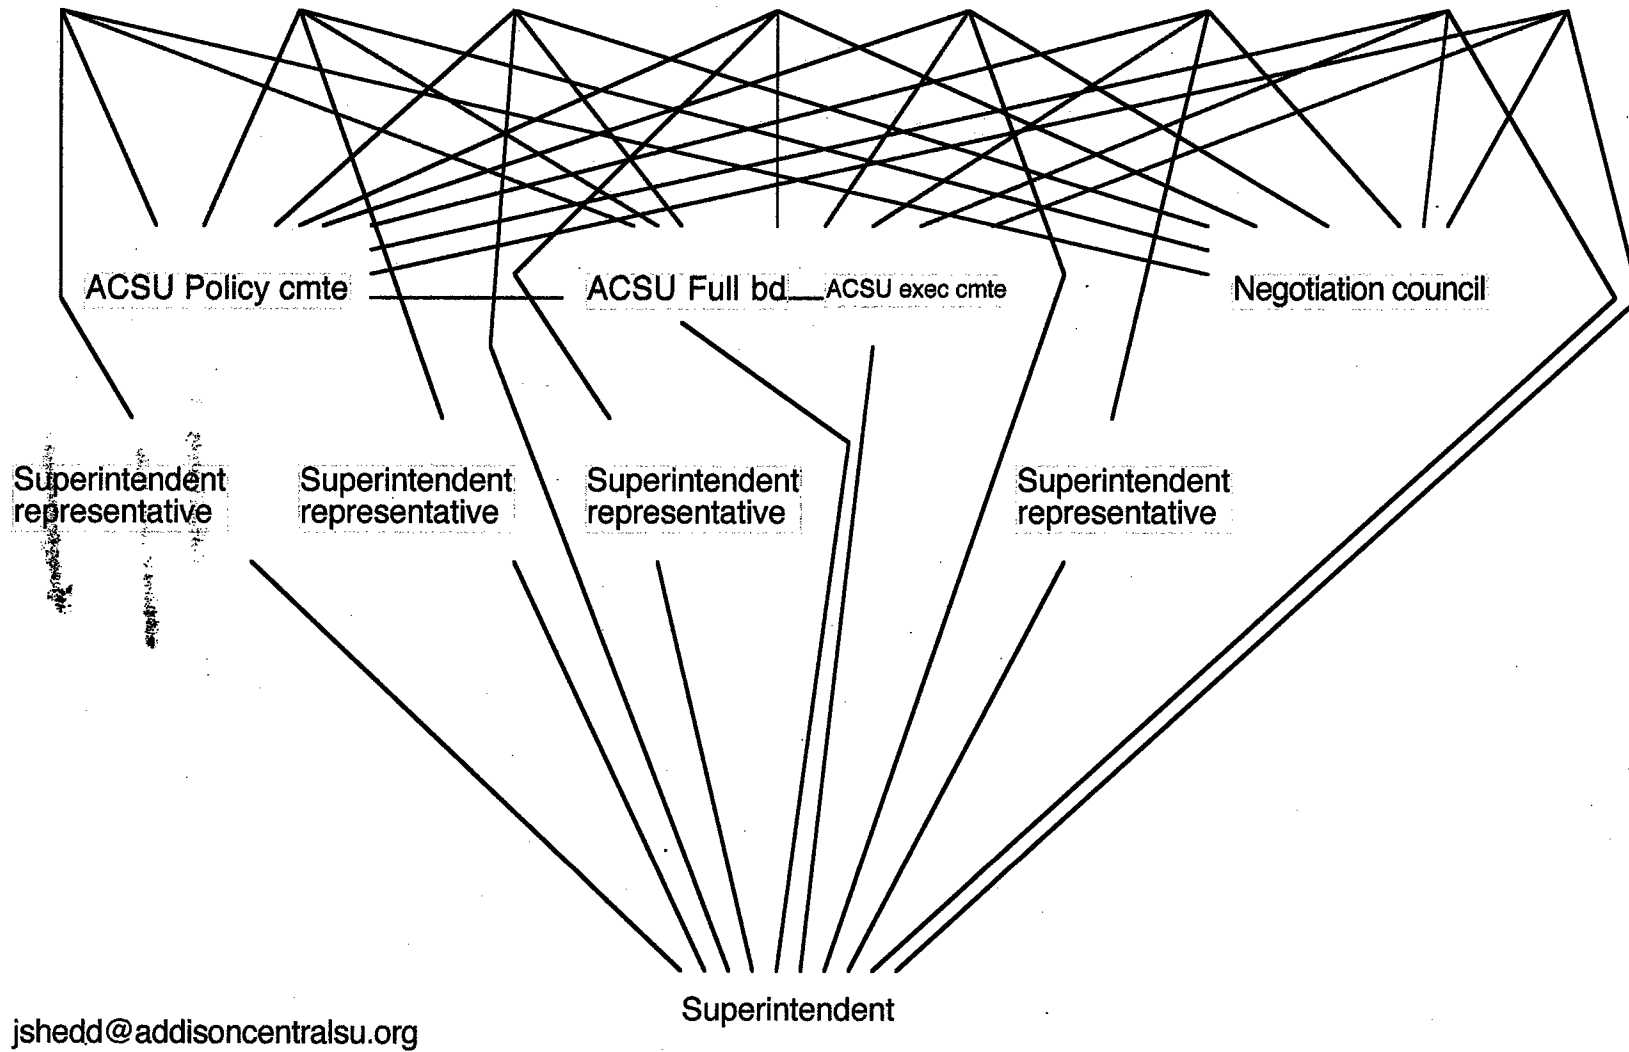 ACSU Policy cmte
ACSU Full bd
ACSU exec cmte
Negotiation council
Superintendent
representative
Superintendent
representative
Superintendent
representative
Superintendent
representative
Superintendent
jshedd@addisoncentralsu.org